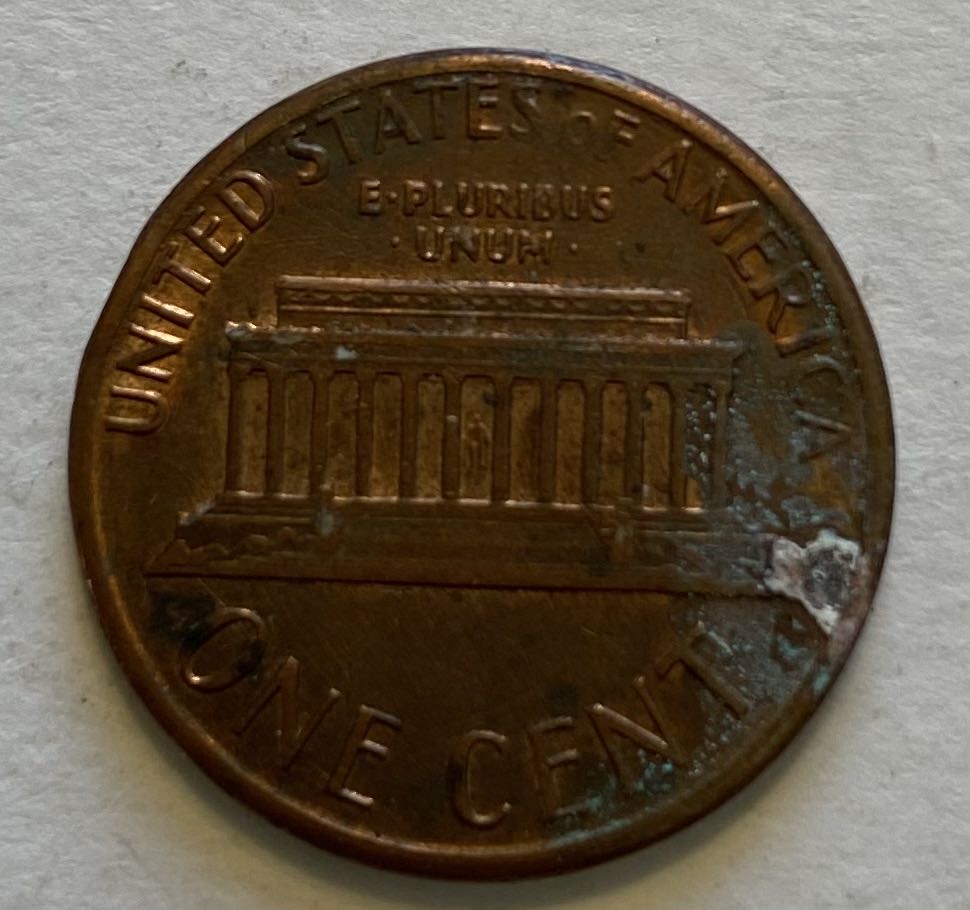 UNITED STATES OF AMERICA
E·PLURIBUS
·UNUM·
ONE CENT